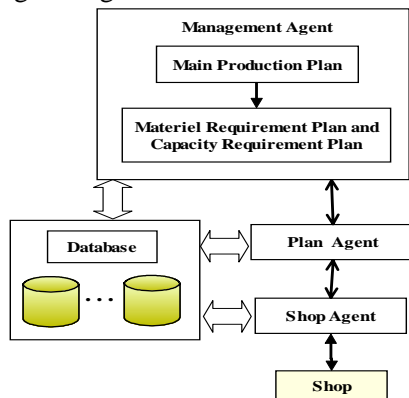 Management Agent
Main Production Plan
Materiel Requirement Plan and
Capacity Requirement Plan
Database
Plan Agent
Shop Agent
Shop